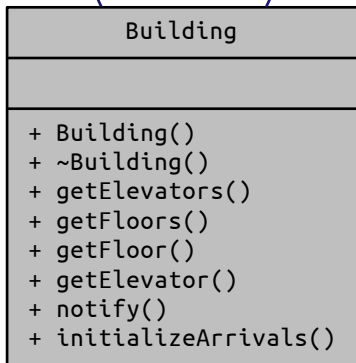 Building
+ Building()
+ ~Building()
+ getElevators()
+ getFloors()
+ getFloor()
+ getElevator()
+ notify()
+ initializeArrivals()